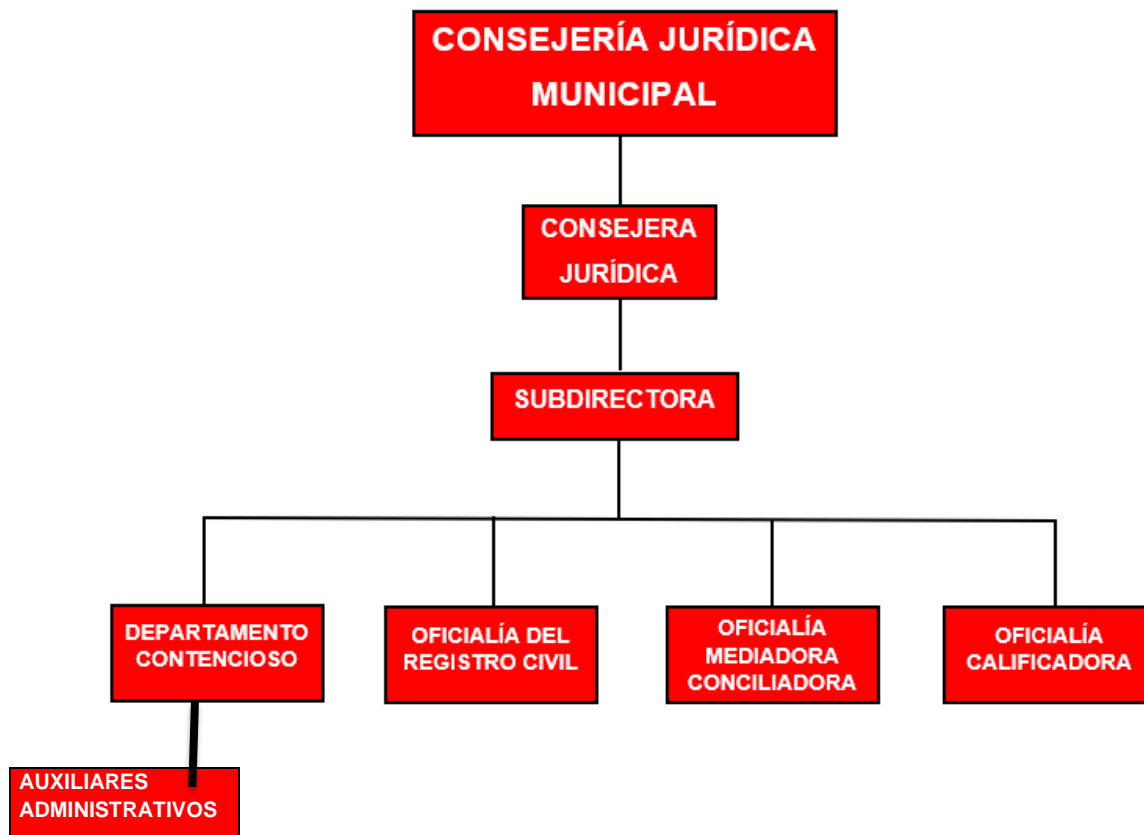 CONSEJERÍA JURÍDICA
MUNICIPAL
CONSEJERA
JURÍDICA
SUBDIRECTORA
DEPARTAMENTO
CONTENCIOSO
OFICIALÍA DEL
REGISTRO CIVIL
OFICIALÍA
MEDIADORA
CONCILIADORA
OFICIALÍA
CALIFICADORA
AUXILIARES
ADMINISTRATIVOS